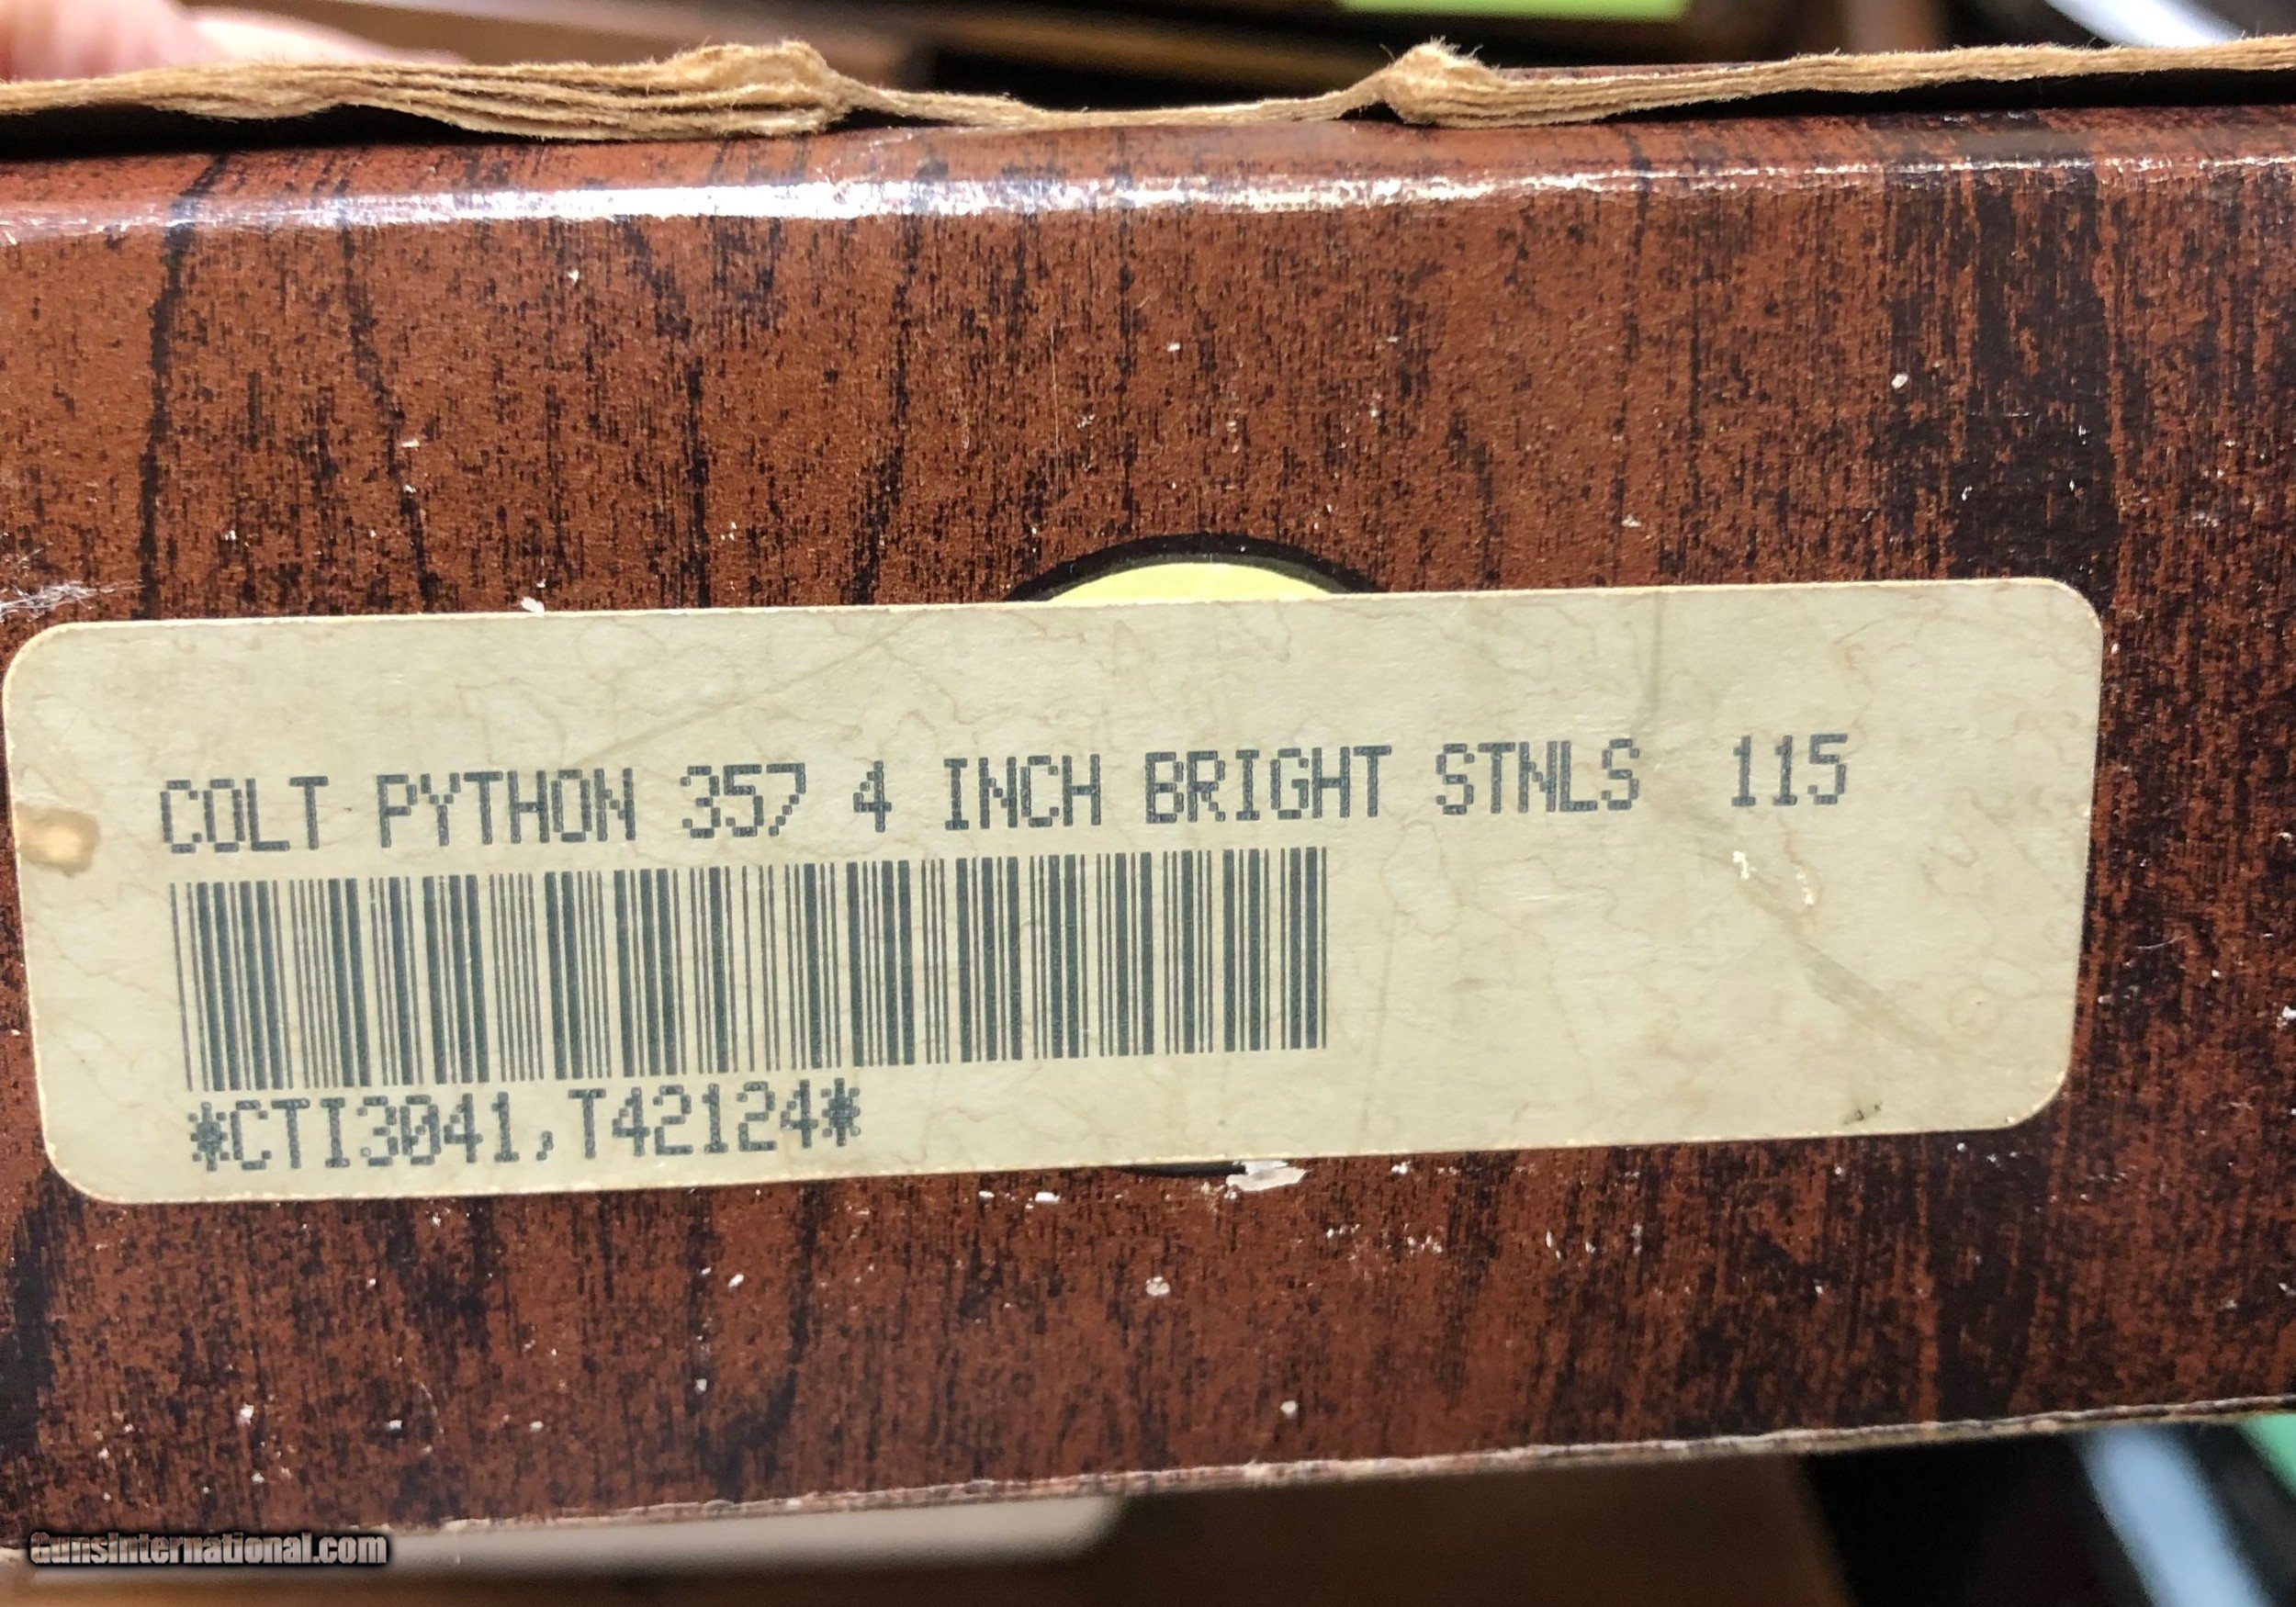 COLT PYTHON 357 4 INCH BRIGHT STNLS 115
*CTI3041,T42124*
GunsInternational.com